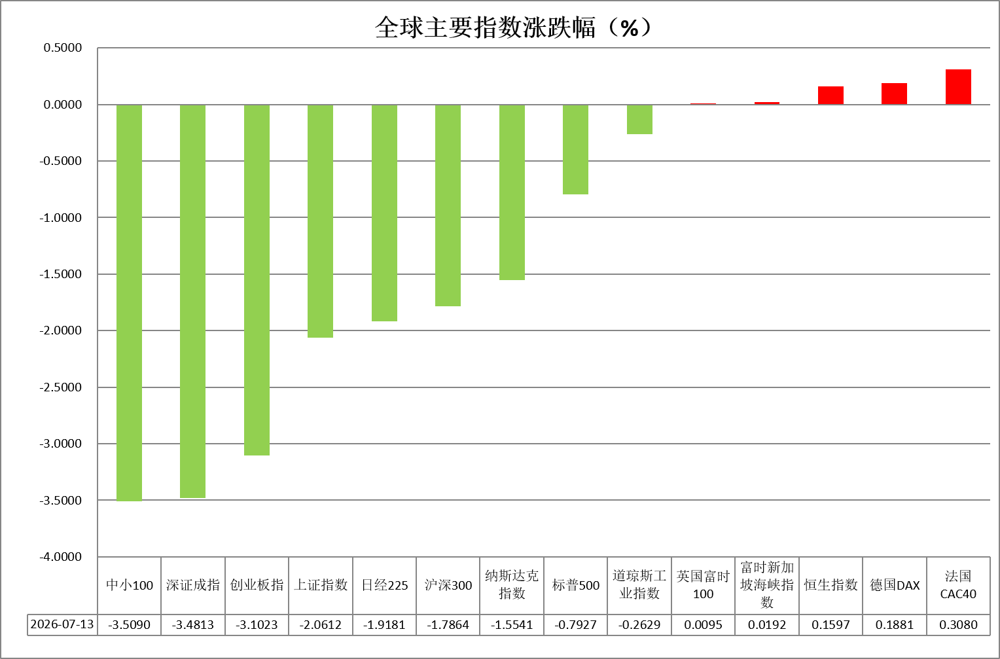 全球主要指数涨跌幅（%）
0.5000
0.0000
-0.5000
-1.0000
-1.5000
-2.0000
-2.5000
-3.0000
-3.5000
-4.0000
中小100
深证成指
创业板指
上证指数
日经225
沪深300
纳斯达克
指数
标普500
道琼斯工
业指数
英国富时
100
富时新加
坡海峡指
数
恒生指数
德国DAX
法国
CAC40
2026-07-13 -3.5090 -3.4813 -3.1023 -2.0612 -1.9181 -1.7864 -1.5541 -0.7927 -0.2629 0.0095 0.0192 0.1597 0.1881 0.3080